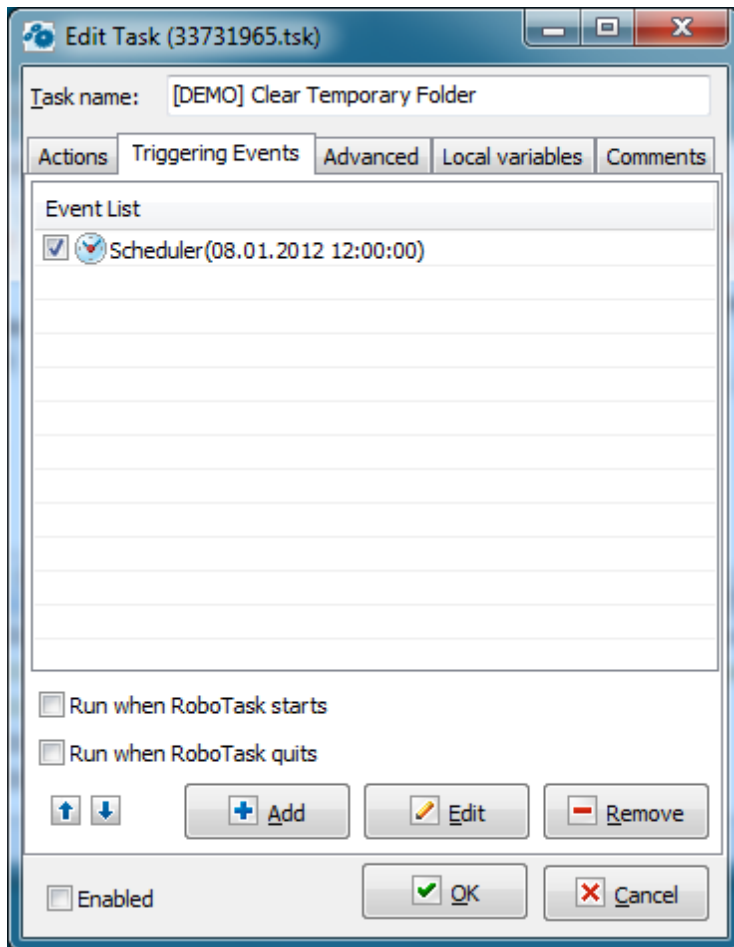 Edit Task (33731965.tsk)
Task name: [DEMO] Clear Temporary Folder
Actions Triggering Events Advanced Local variables Comments
Event List
Scheduler(08.01.2012 12:00:00)
Run when RoboTask starts
Run when RoboTask quits
Add Edit Remove
Enabled OK Cancel